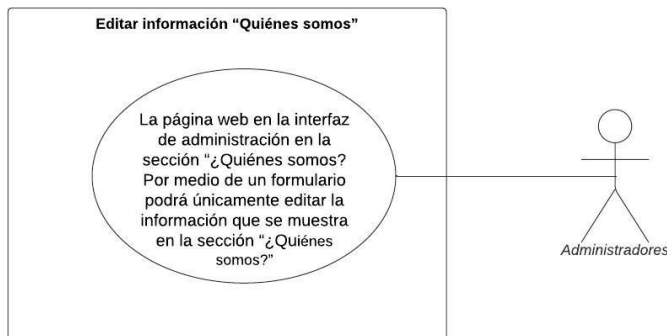 Editar información “Quiénes somos”
La página web en la interfaz
de administración en la
sección “¿Quiénes somos?
Por medio de un formulario
podrá únicamente editar la
información que se muestra
en la sección “¿Quiénes
somos?”
Administradores